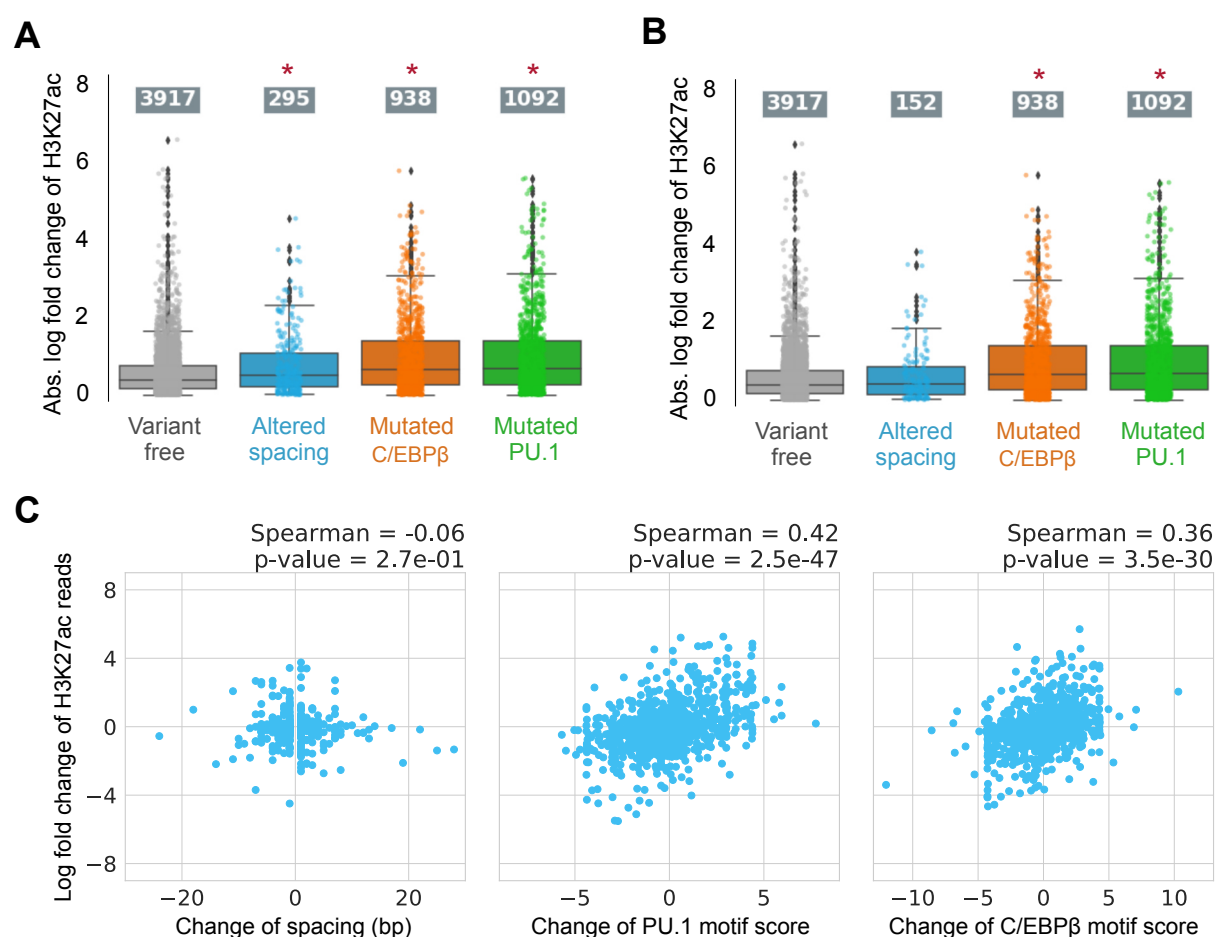 A
Abs. log fold change of H3K27ac
8
6
4
2
0
*
*
*
3917
295
938
1092
Variant
free
Altered
spacing
Mutated
C/EBPβ
Mutated
PU.1
B
Abs. log fold change of H3K27ac
8
6
4
2
0
*
*
3917
152
938
1092
Variant
free
Altered
spacing
Mutated
C/EBPβ
Mutated
PU.1
C
Log fold change of H3K27ac reads
Spearman = -0.06
p-value = 2.7e-01
8
4
0
−4
−8
−20
0
20
Change of spacing (bp)
Spearman = 0.42
p-value = 2.5e-47
−5
0
5
Change of PU.1 motif score
Spearman = 0.36
p-value = 3.5e-30
−10
−5
0
5
10
Change of C/EBPβ motif score